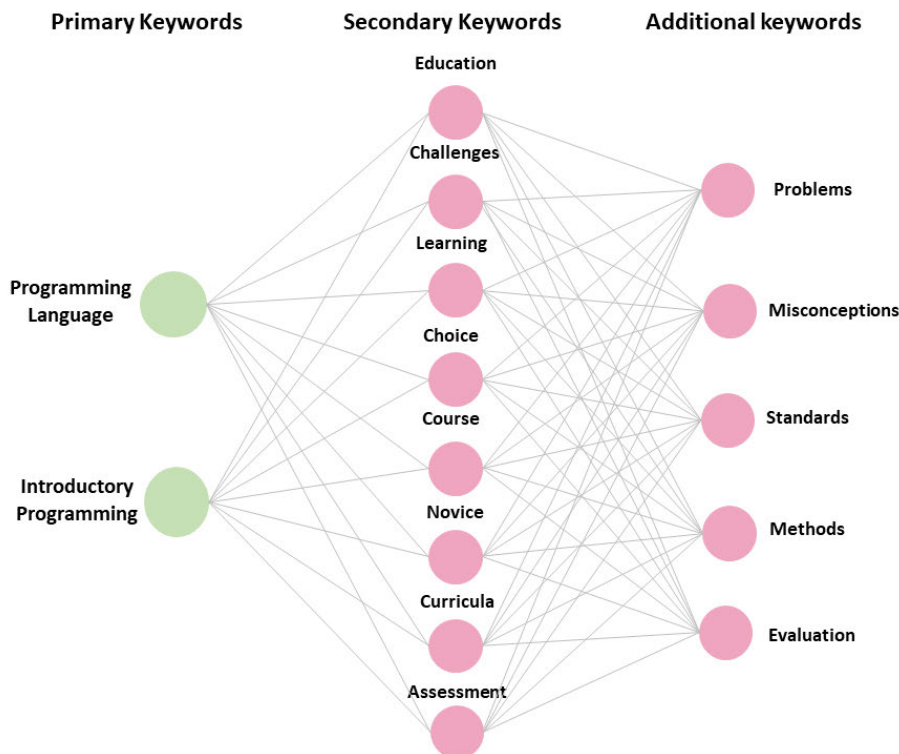 Primary Keywords
Secondary Keywords
Additional keywords
Programming
Language
Introductory
Programming
Education
Challenges
Learning
Choice
Course
Novice
Curricula
Assessment
Problems
Misconceptions
Standards
Methods
Evaluation